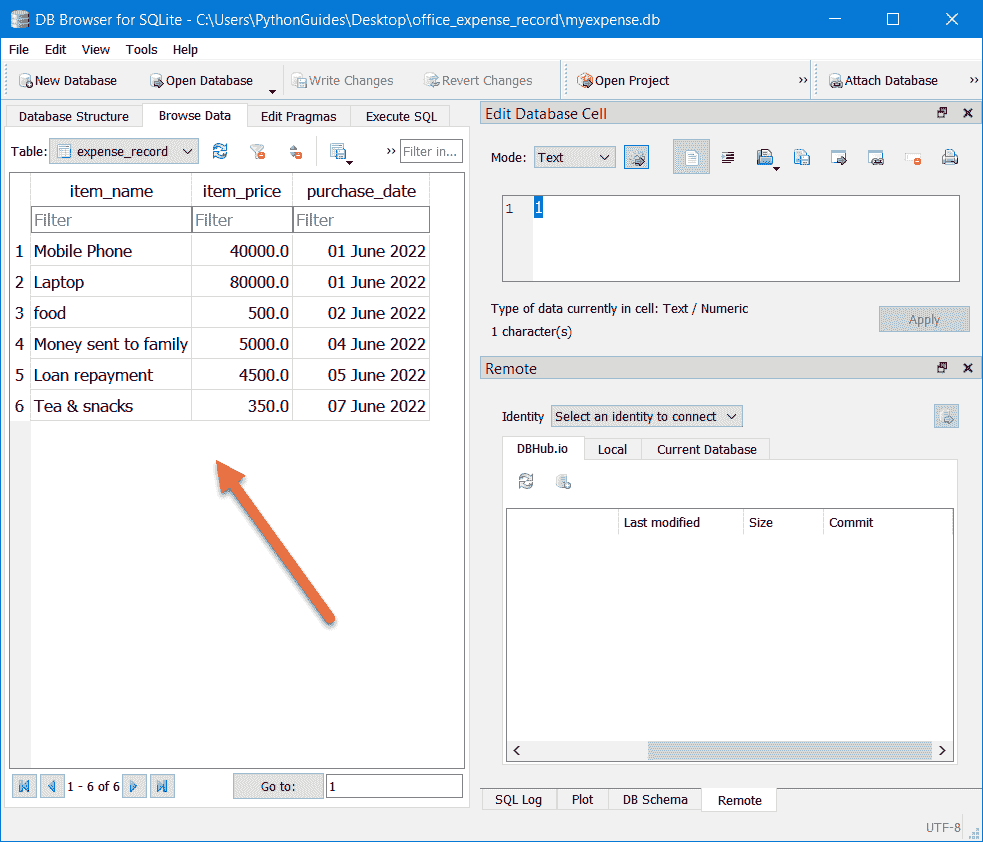 DB Browser for SQLite - C:\Users\PythonGuides\Desktop\office_expense_record\myexpense.db
File Edit View Tools Help
New Database Open Database Write Changes Revert Changes Open Project » Attach Database »
Database Structure Browse Data Edit Pragmas Execute SQL
Table: expense_record » Filter in...
item_name item_price purchase_date
Filter Filter Filter
1 Mobile Phone 40000.0 01 June 2022
2 Laptop 80000.0 01 June 2022
3 food 500.0 02 June 2022
4 Money sent to family 5000.0 04 June 2022
5 Loan repayment 4500.0 05 June 2022
6 Tea & snacks 350.0 07 June 2022
1 - 6 of 6 Go to: 1
Edit Database Cell
Mode: Text
1 1
Type of data currently in cell: Text / Numeric
1 character(s)
Apply
Remote
Identity Select an identity to connect
DBHub.io Local Current Database
Last modified Size Commit
SQL Log Plot DB Schema Remote
UTF-8